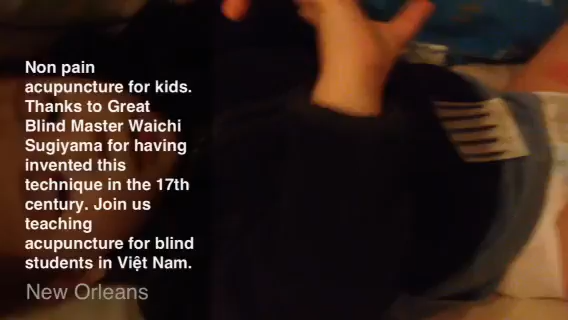 Non pain
acupuncture for kids.
Thanks to Great
Blind Master Waichi
Sugiyama for having
invented this
technique in the 17th
century. Join us
teaching
acupuncture for blind
students in Việt Nam.
New Orleans